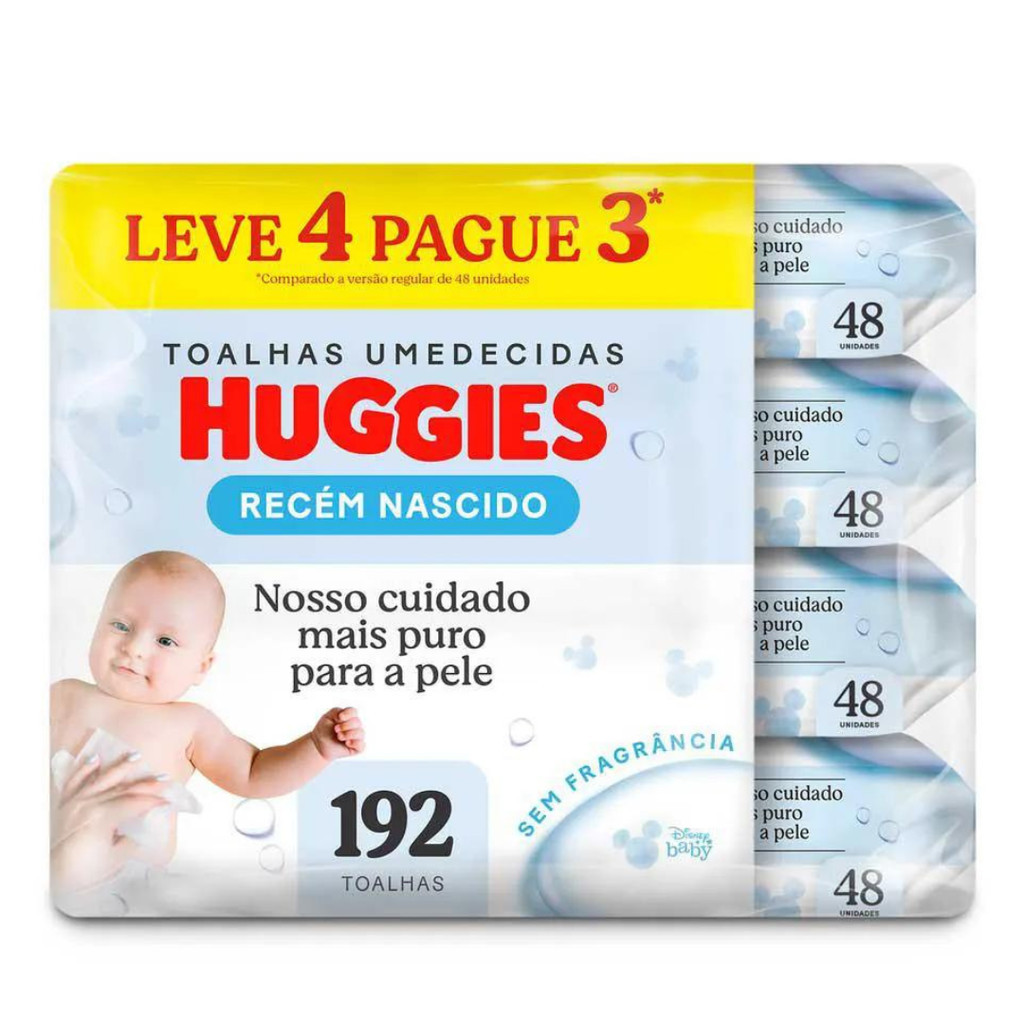 LEVE 4 PAGUE 3*
*Comparado a versão regular de 48 unidades
TOALHAS UMEDECIDAS
HUGGIES®
RECÉM NASCIDO
Nosso cuidado
mais puro
para a pele
192
TOALHAS
SEM FRAGRÂNCIA
Disney
baby
so cuidado
s puro
a pele
48
UNIDADES
so cuidado
s puro
a pele
48
UNIDADES
so cuidado
s puro
a pele
48
UNIDADES
so cuidado
s puro
a pele
48
UNIDADES